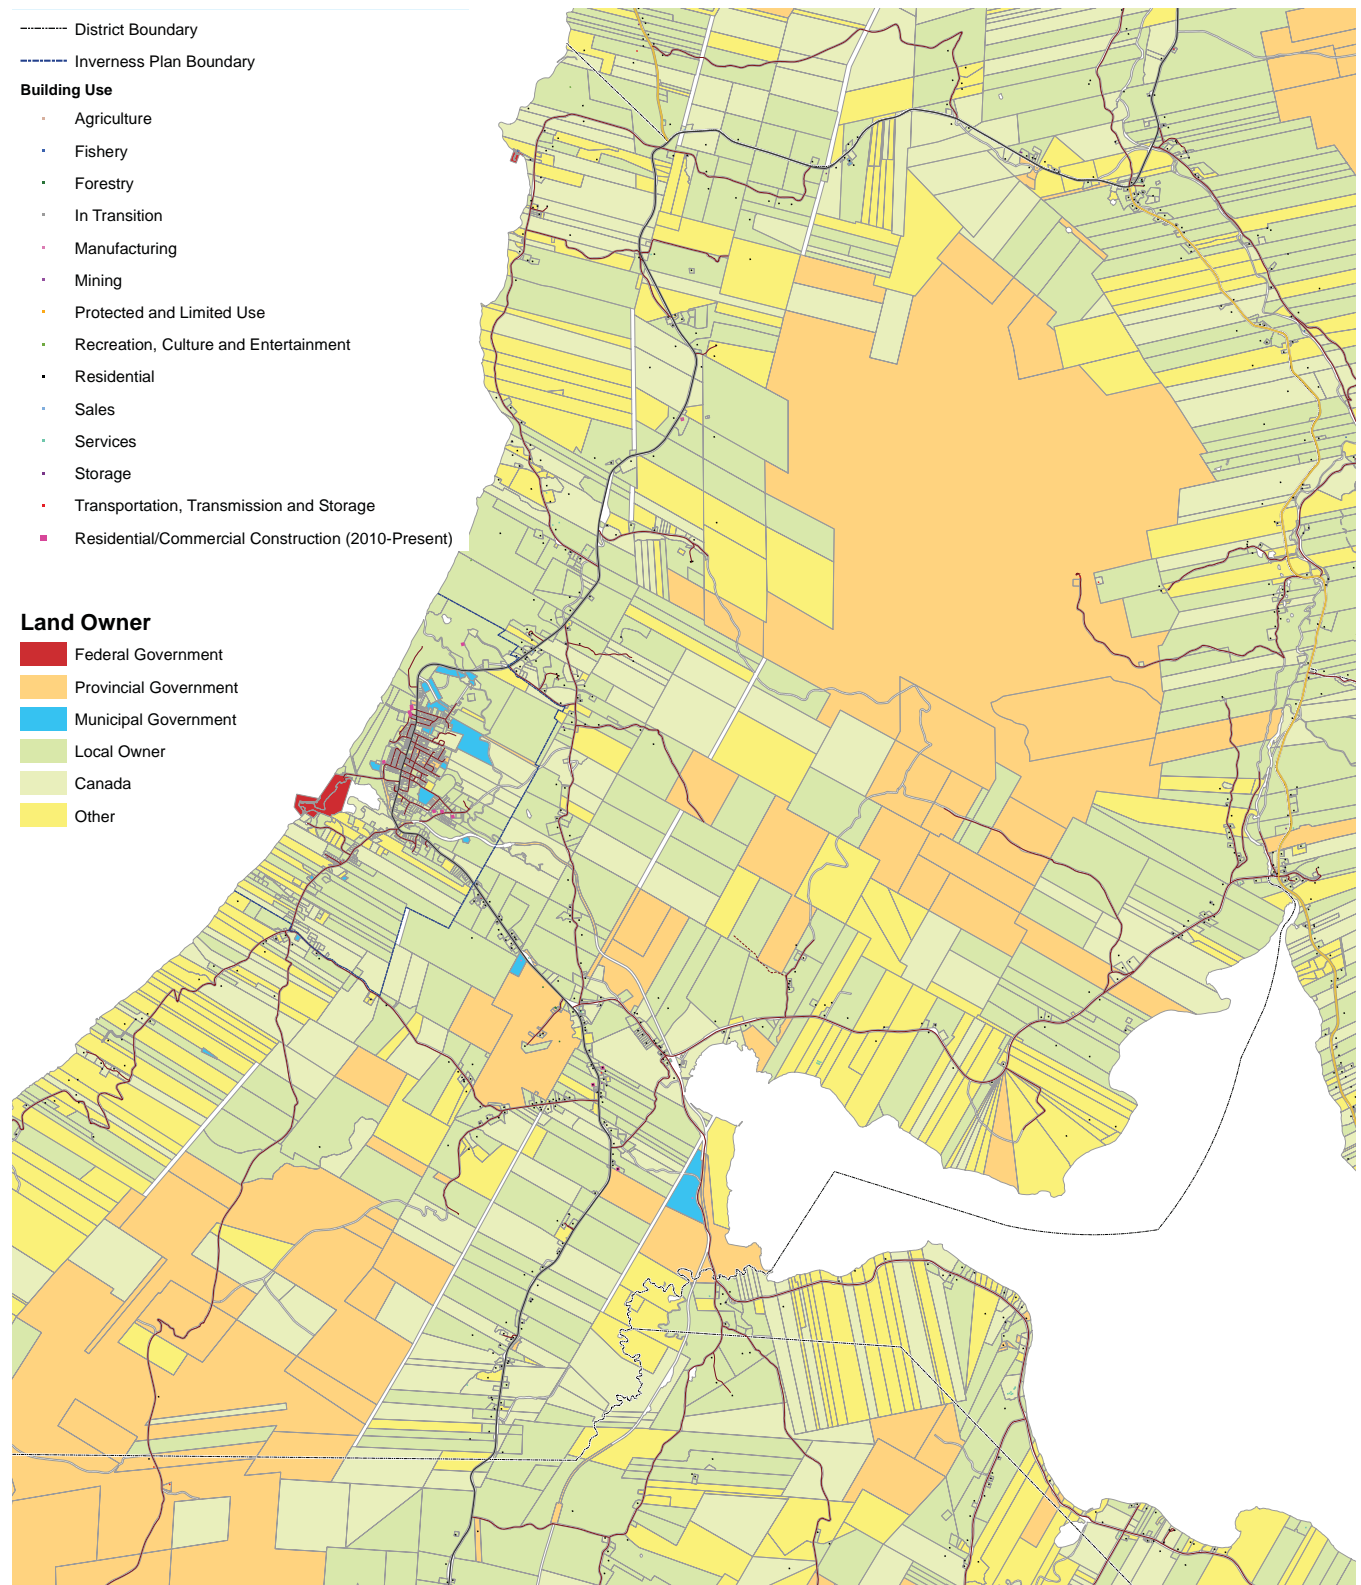 District Boundary
Inverness Plan Boundary
Building Use
Agriculture
Fishery
Forestry
In Transition
Manufacturing
Mining
Protected and Limited Use
Recreation, Culture and Entertainment
Residential
Sales
Services
Storage
Transportation, Transmission and Storage
Residential/Commercial Construction (2010-Present)
Land Owner
Federal Government
Provincial Government
Municipal Government
Local Owner
Canada
Other